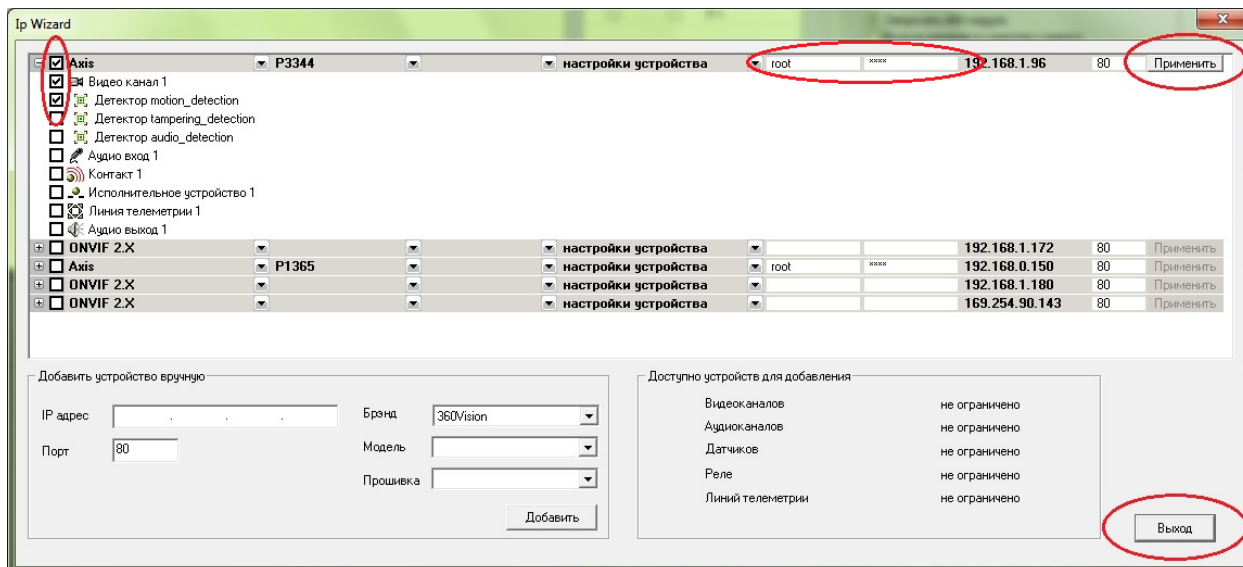 Ip Wizard
Axis P3344 настройки устройства root **** 192.168.1.96 80 Применить
Видео канал 1
Детектор motion_detection
Детектор tampering_detection
Детектор audio_detection
Аудио вход 1
Контакт 1
Исполнительное устройство 1
Линия телеметрии 1
Аудио выход 1
ONVIF 2.X настройки устройства 192.168.1.172 80 Применить
Axis P1365 настройки устройства root **** 192.168.0.150 80 Применить
ONVIF 2.X настройки устройства 192.168.1.180 80 Применить
ONVIF 2.X настройки устройства 169.254.90.143 80 Применить
Добавить устройство вручную
IP адрес . . .
Порт 80
Брэнд 360Vision
Модель
Прошивка
Добавить
Доступно устройств для добавления
Видеоканалов не ограничено
Аудиоканалов не ограничено
Датчиков не ограничено
Реле не ограничено
Линий телеметрии не ограничено
Выход